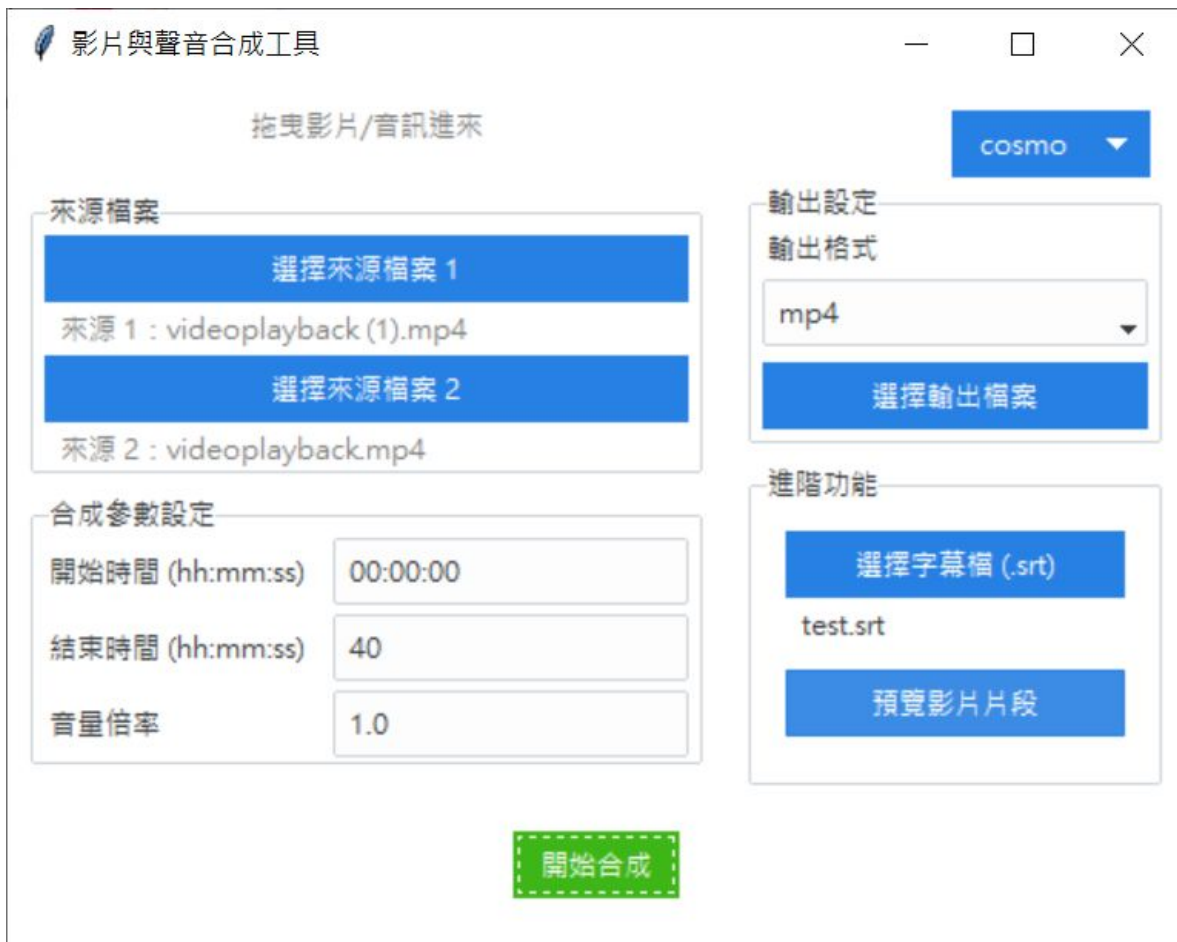 影片與聲音合成工具
拖曳影片/音訊進來
cosmo
來源檔案
選擇來源檔案 1
來源 1：videoplayback (1).mp4
選擇來源檔案 2
來源 2：videoplayback.mp4
合成參數設定
開始時間 (hh:mm:ss)
00:00:00
結束時間 (hh:mm:ss)
40
音量倍率
1.0
輸出設定
輸出格式
mp4
選擇輸出檔案
進階功能
選擇字幕檔 (.srt)
test.srt
預覽影片片段
開始合成